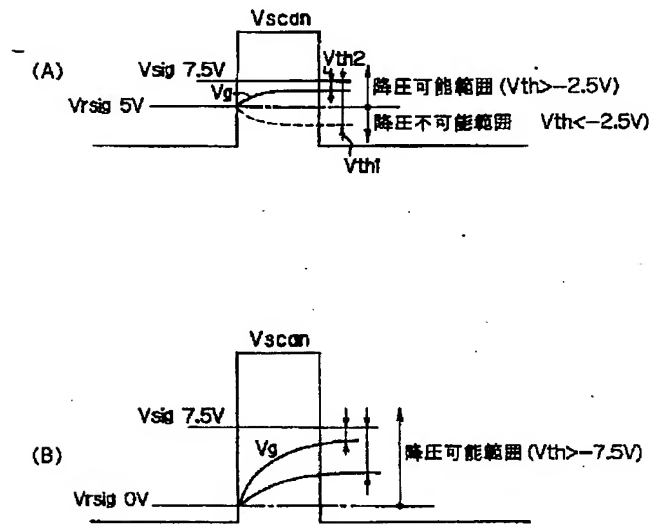 Vscan
(A)
Vsig 7.5V
Vth2
Vg
降圧可能範囲(Vth>-2.5V)
Vrsig 5V
降圧不可能範囲 Vth<-2.5V)
Vth1
Vscan
Vsig 7.5V
(B)
Vg
降圧可能範囲(Vth>-7.5V)
Vrsig 0V